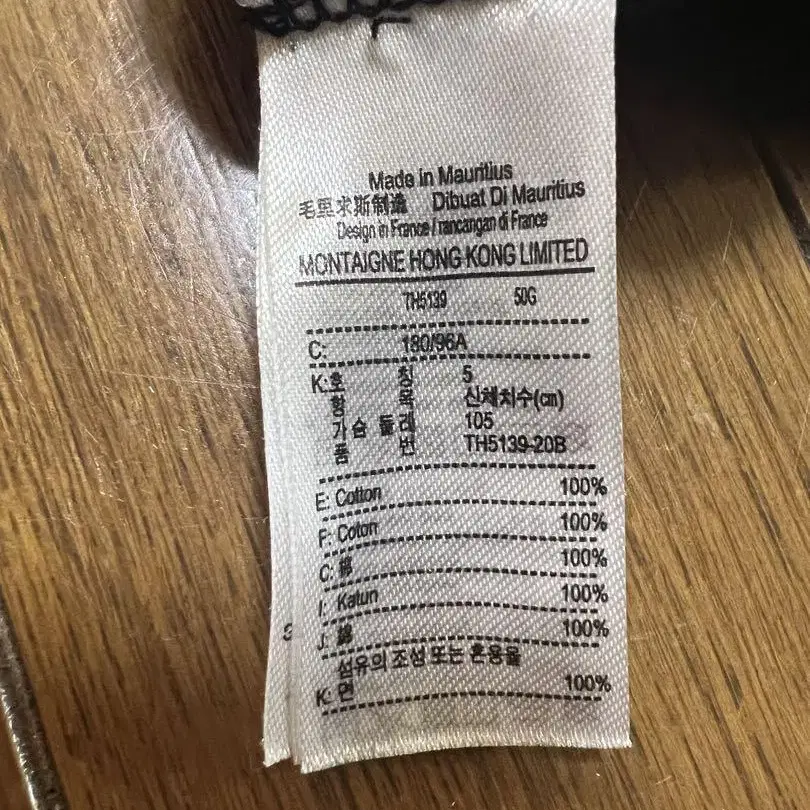 Made in Mauritius
毛里求斯制造 Dibuat Di Mauritius
Design in France / rancangan di France
MONTAIGNE HONG KONG LIMITED
TH5139 50G
C: 180/96A
K: 호 칭 5
항 목 신체치수(cm)
가 슴 둘 레 105
품 번 TH5139-20B
E: Cotton 100%
F: Coton 100%
C: 棉 100%
I: Katun 100%
J: 綿 100%
섬유의 조성 또는 혼용율
K: 면 100%